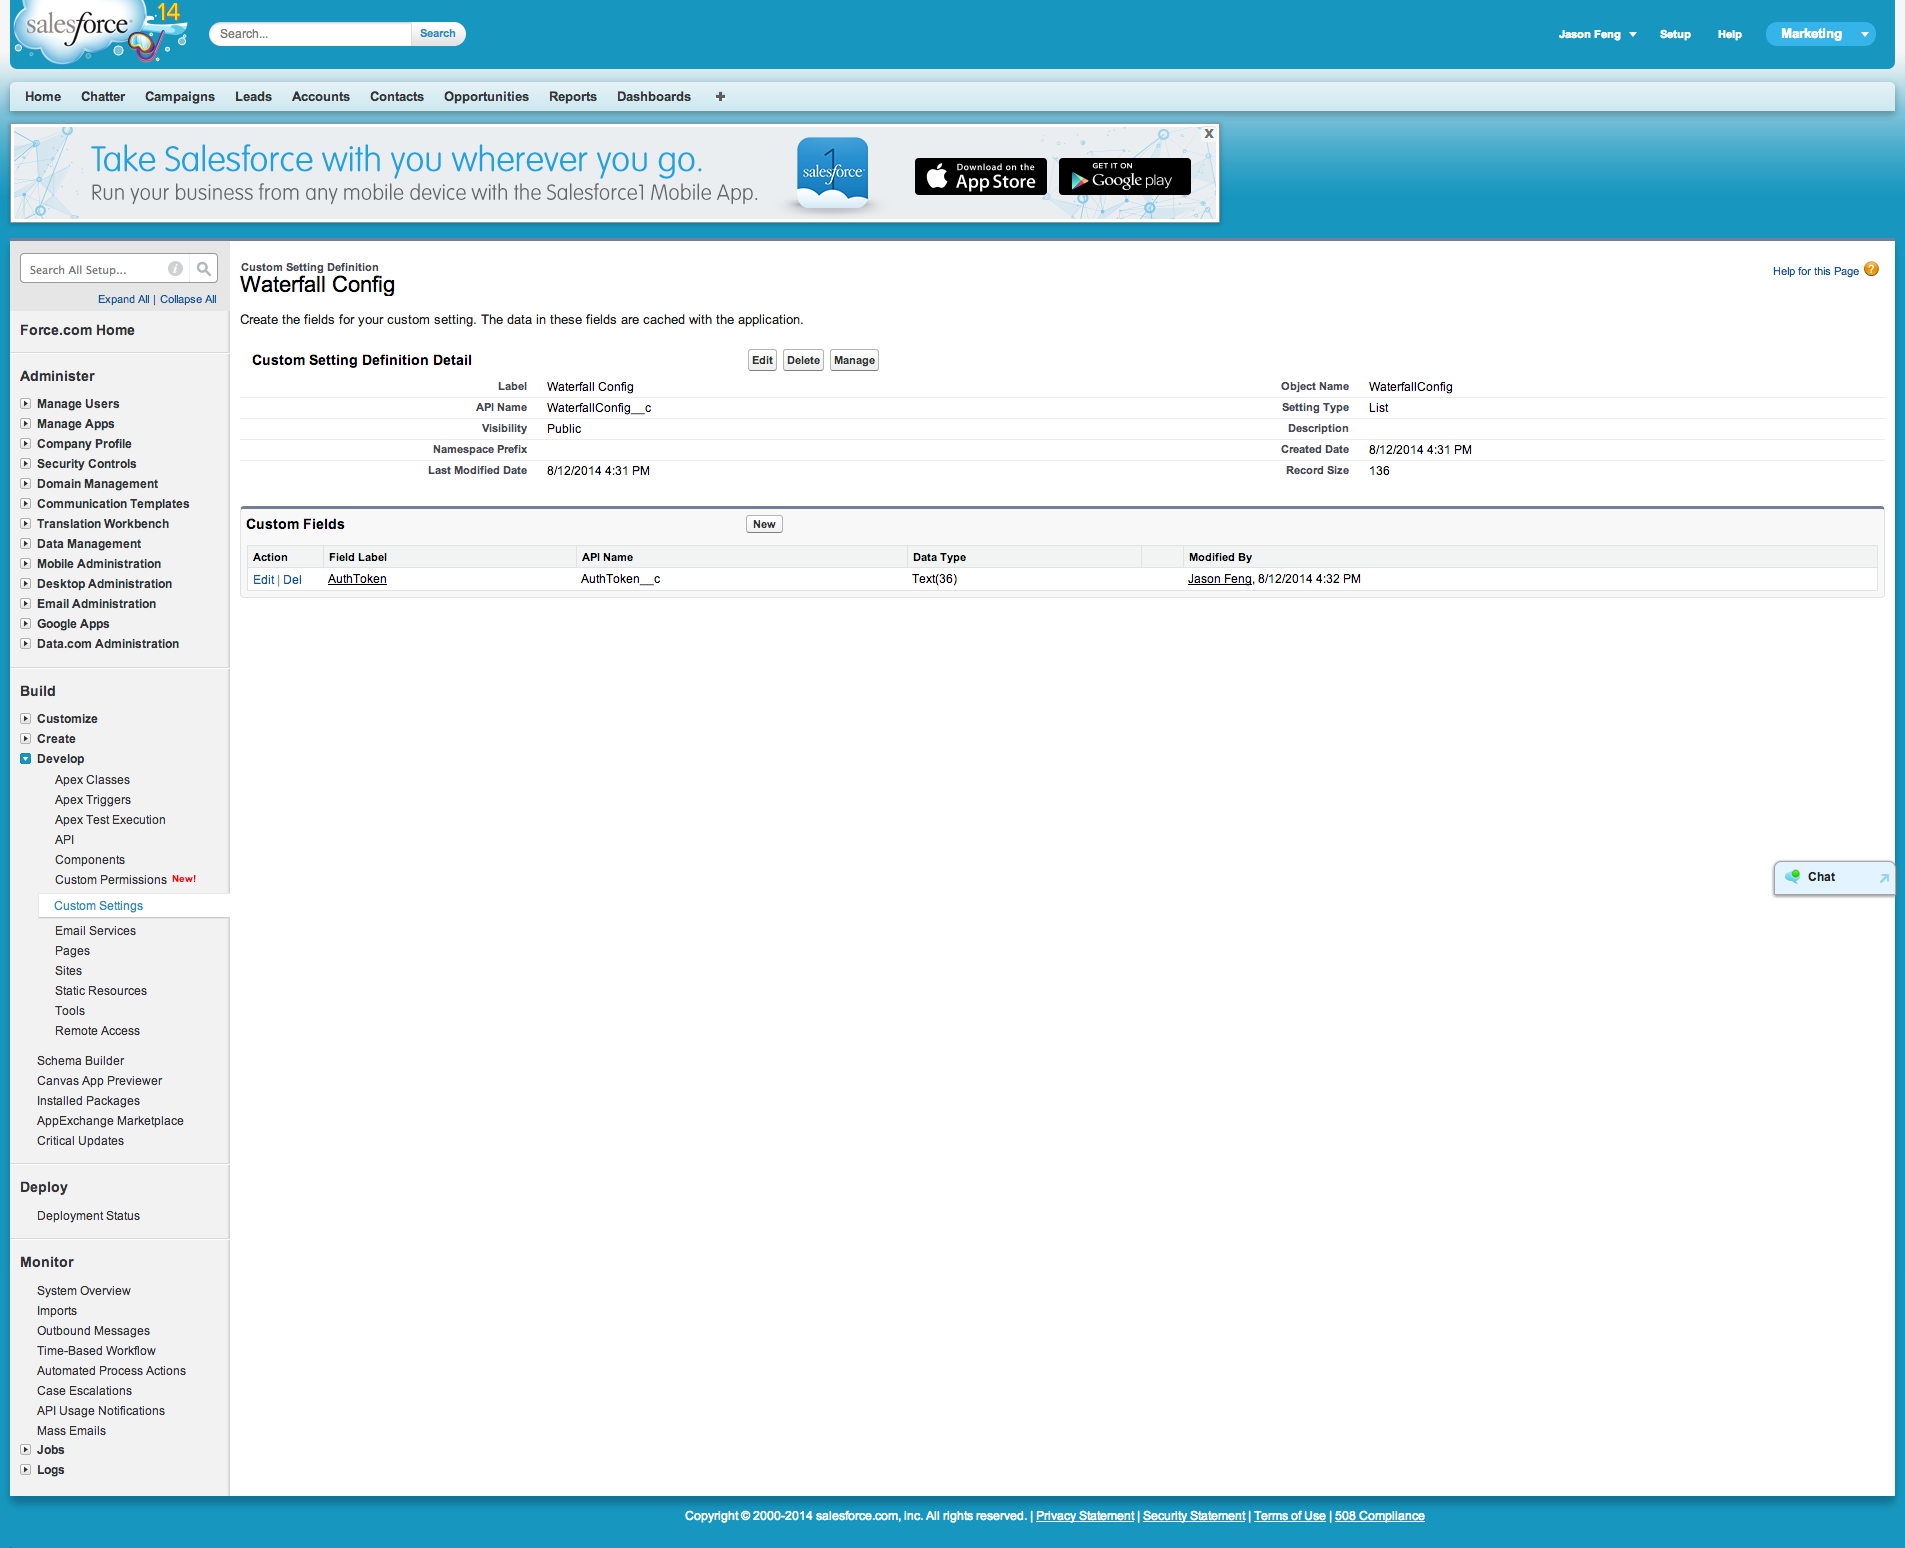 salesforce 14
Search...
Search
Jason Feng
Setup
Help
Marketing
Home Chatter Campaigns Leads Accounts Contacts Opportunities Reports Dashboards +
Take Salesforce with you wherever you go.
Run your business from any mobile device with the Salesforce1 Mobile App.
1
salesforce
Download on the
App Store
GET IT ON
Google play
X
Search All Setup...
i
Expand All | Collapse All
Force.com Home
Administer
Manage Users
Manage Apps
Company Profile
Security Controls
Domain Management
Communication Templates
Translation Workbench
Data Management
Mobile Administration
Desktop Administration
Email Administration
Google Apps
Data.com Administration
Build
Customize
Create
Develop
Apex Classes
Apex Triggers
Apex Test Execution
API
Components
Custom Permissions New!
Custom Settings
Email Services
Pages
Sites
Static Resources
Tools
Remote Access
Schema Builder
Canvas App Previewer
Installed Packages
AppExchange Marketplace
Critical Updates
Deploy
Deployment Status
Monitor
System Overview
Imports
Outbound Messages
Time-Based Workflow
Automated Process Actions
Case Escalations
API Usage Notifications
Mass Emails
Jobs
Logs
Custom Setting Definition
Waterfall Config
Help for this Page ?
Create the fields for your custom setting. The data in these fields are cached with the application.
Custom Setting Definition Detail Edit Delete Manage
Label Waterfall Config Object Name WaterfallConfig
API Name WaterfallConfig__c Setting Type List
Visibility Public Description
Namespace Prefix Created Date 8/12/2014 4:31 PM
Last Modified Date 8/12/2014 4:31 PM Record Size 136
Custom Fields New
Action Field Label API Name Data Type Modified By
Edit | Del AuthToken AuthToken__c Text(36) Jason Feng, 8/12/2014 4:32 PM
Chat
Copyright © 2000-2014 salesforce.com, inc. All rights reserved. | Privacy Statement | Security Statement | Terms of Use | 508 Compliance